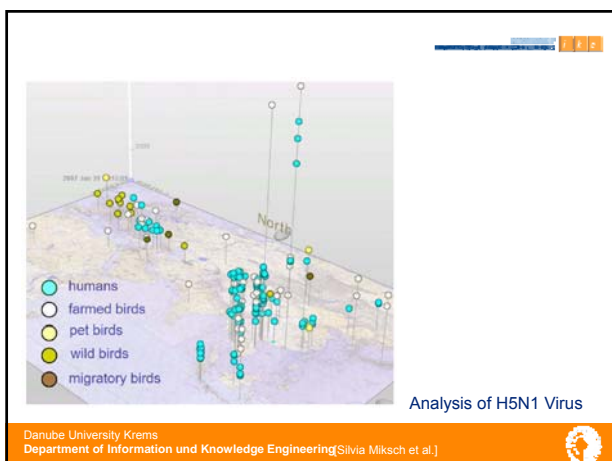 i k e
North
humans
farmed birds
pet birds
wild birds
migratory birds
Analysis of H5N1 Virus
Danube University Krems
Department of Information and Knowledge Engineering[Silvia Miksch et al.]